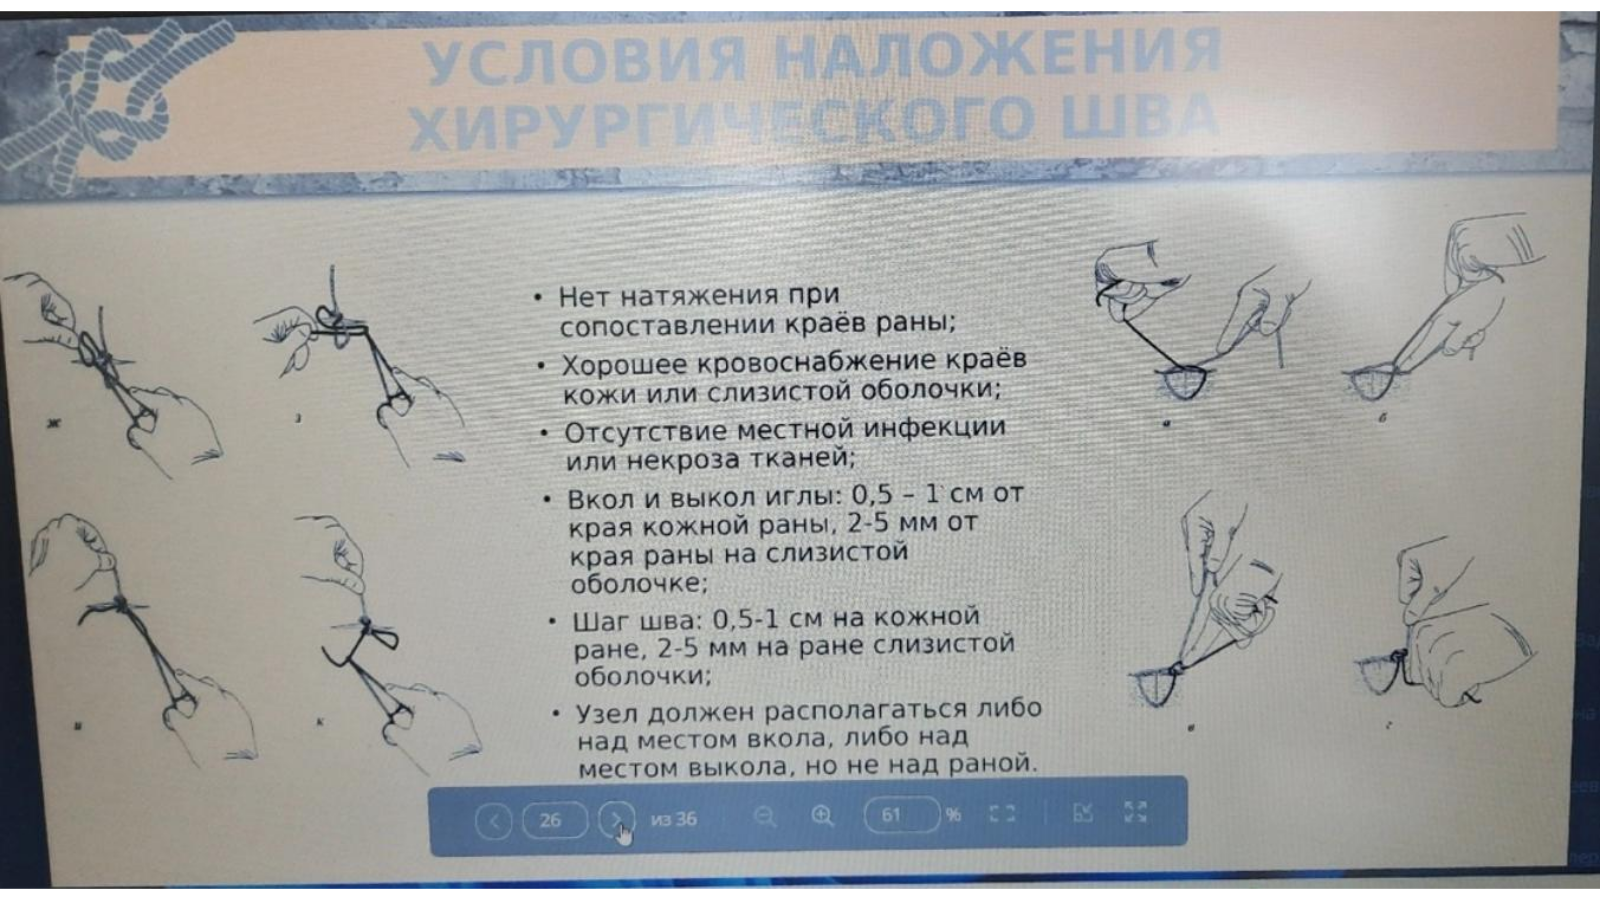 УСЛОВИЯ НАЛОЖЕНИЯ
ХИРУРГИЧЕСКОГО ШВА
• Нет натяжения при
сопоставлении краёв раны;
• Хорошее кровоснабжение краёв
кожи или слизистой оболочки;
• Отсутствие местной инфекции
или некроза тканей;
• Вкол и выкол иглы: 0,5 – 1 см от
края кожной раны, 2-5 мм от
края раны на слизистой
оболочке;
• Шаг шва: 0,5-1 см на кожной
ране, 2-5 мм на ране слизистой
оболочки;
• Узел должен располагаться либо
над местом вкола, либо над
местом выкола, но не над раной.
ж
з
и
к
а
б
в
г
26 из 36 61 %